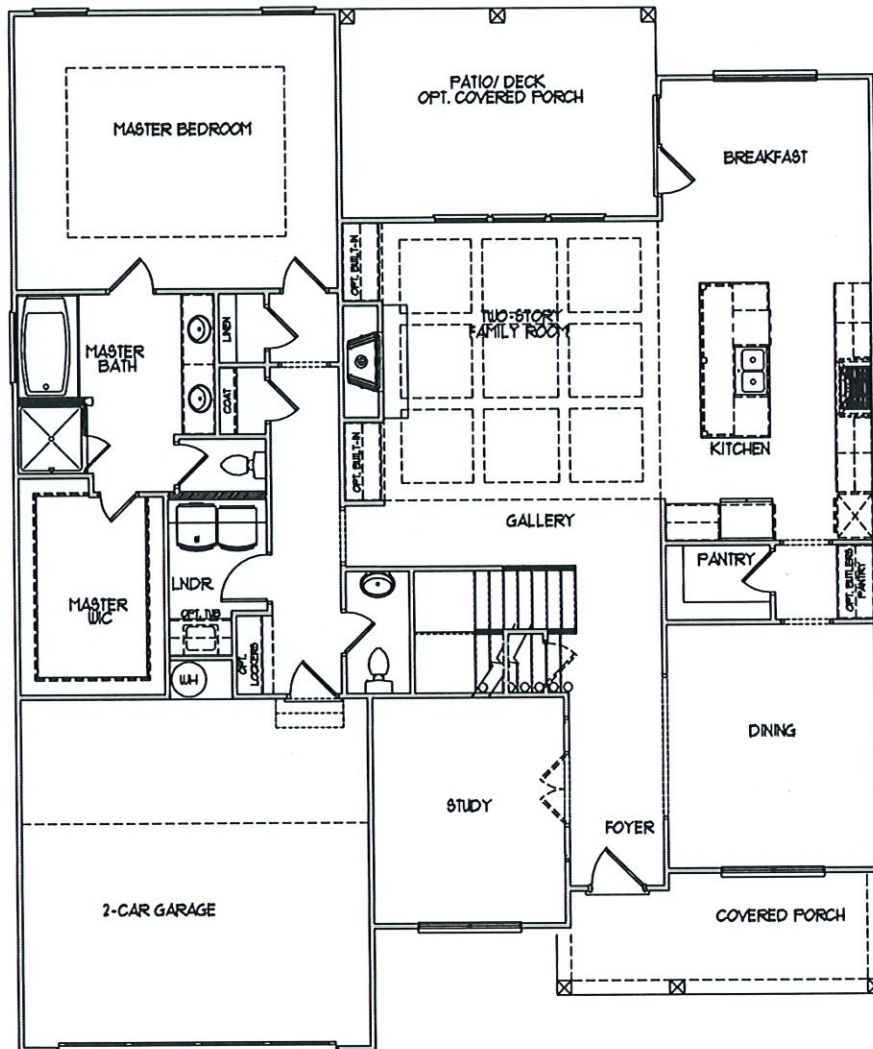 PATIO/ DECK
OPT. COVERED PORCH
MASTER BEDROOM
BREAKFAST
OPT. BUILT-IN
TWO-STORY
FAMILY ROOM
LINEN
MASTER
BATH
COAT
OPT. BUILT-IN
KITCHEN
GALLERY
PANTRY
OPT. BUTLERS
PANTRY
LNDR
MASTER
WIC
OPT. TUB
OPT.
LOCKERS
WH
DINING
STUDY
FOYER
2-CAR GARAGE
COVERED PORCH